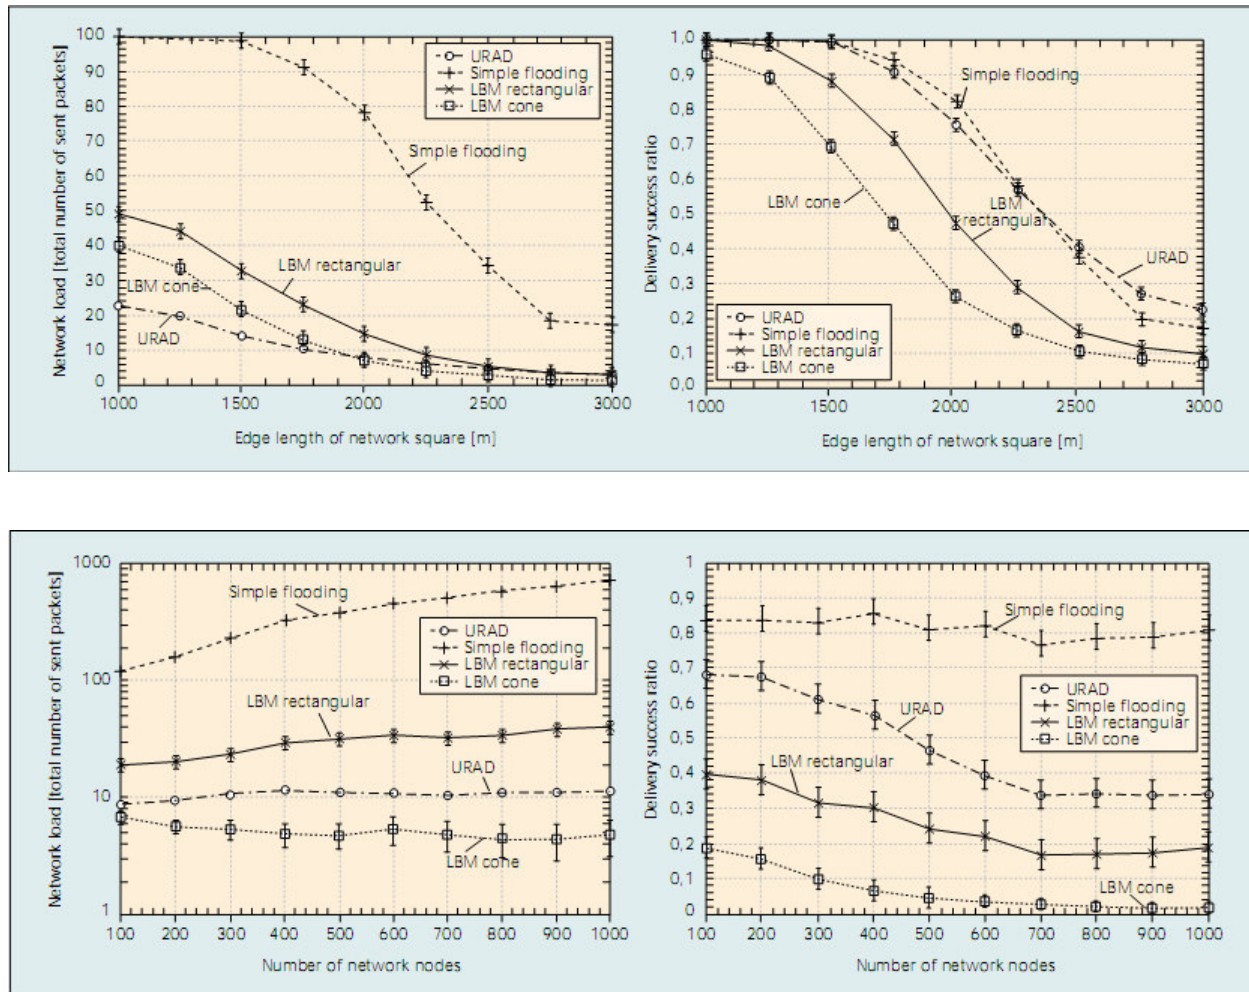 Network load [total number of sent packets]
100
90
80
70
60
50
40
30
20
10
0
1000
1500
2000
2500
3000
Edge length of network square [m]
URAD
Simple flooding
LBM rectangular
LBM cone
Simple flooding
LBM rectangular
LBM cone
URAD
Delivery success ratio
1,0
0,9
0,8
0,7
0,6
0,5
0,4
0,3
0,2
0,1
0,0
1000
1500
2000
2500
3000
Edge length of network square [m]
Simple flooding
LBM cone
LBM
rectangular
URAD
URAD
Simple flooding
LBM rectangular
LBM cone
Network load [total number of sent packets]
1000
100
10
1
100
200
300
400
500
600
700
800
900
1000
Number of network nodes
Simple flooding
URAD
Simple flooding
LBM rectangular
LBM cone
LBM rectangular
URAD
LBM cone
Delivery success ratio
1
0,9
0,8
0,7
0,6
0,5
0,4
0,3
0,2
0,1
0
100
200
300
400
500
600
700
800
900
1000
Number of network nodes
Simple flooding
URAD
URAD
Simple flooding
LBM rectangular
LBM cone
LBM rectangular
LBM cone